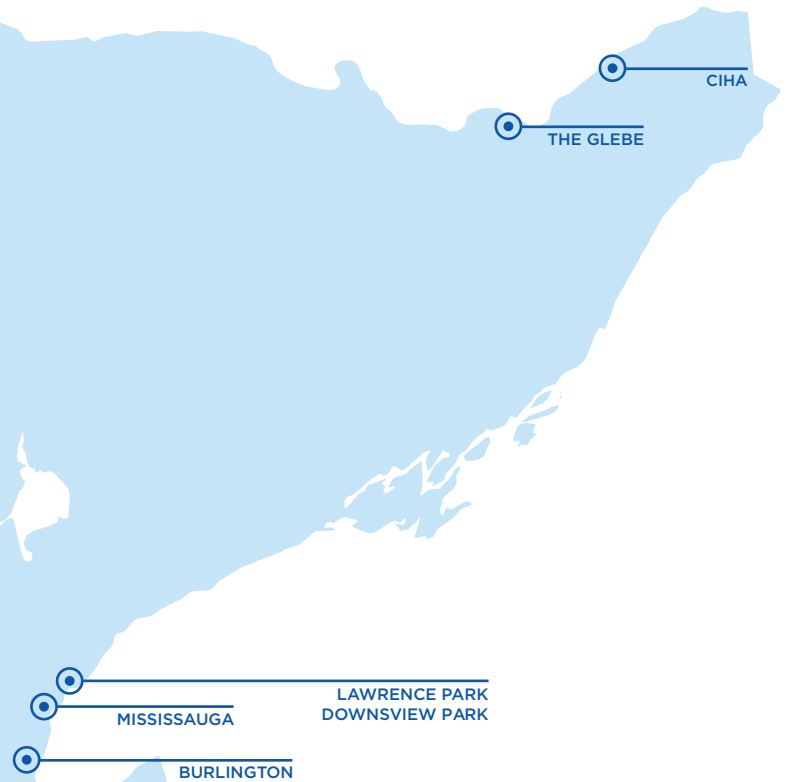 CIHA
THE GLEBE
LAWRENCE PARK
DOWNSVIEW PARK
MISSISSAUGA
BURLINGTON